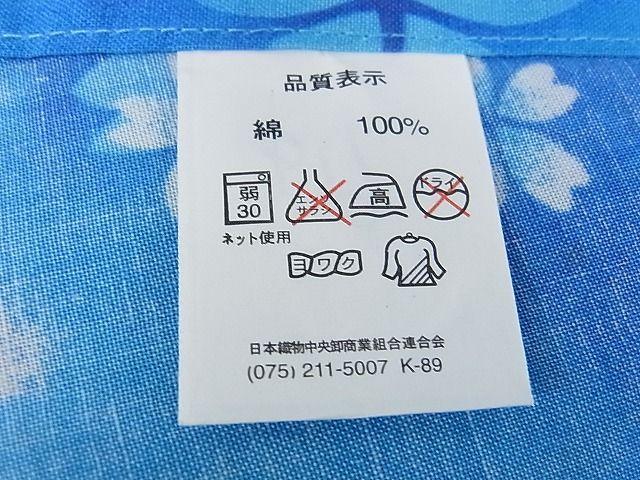 品質表示
綿 100%
弱 エンソ 高 ドライ
30 サラシ
ネット使用
ヨワク
日本織物中央卸商業組合連合会
(075) 211-5007 K-89